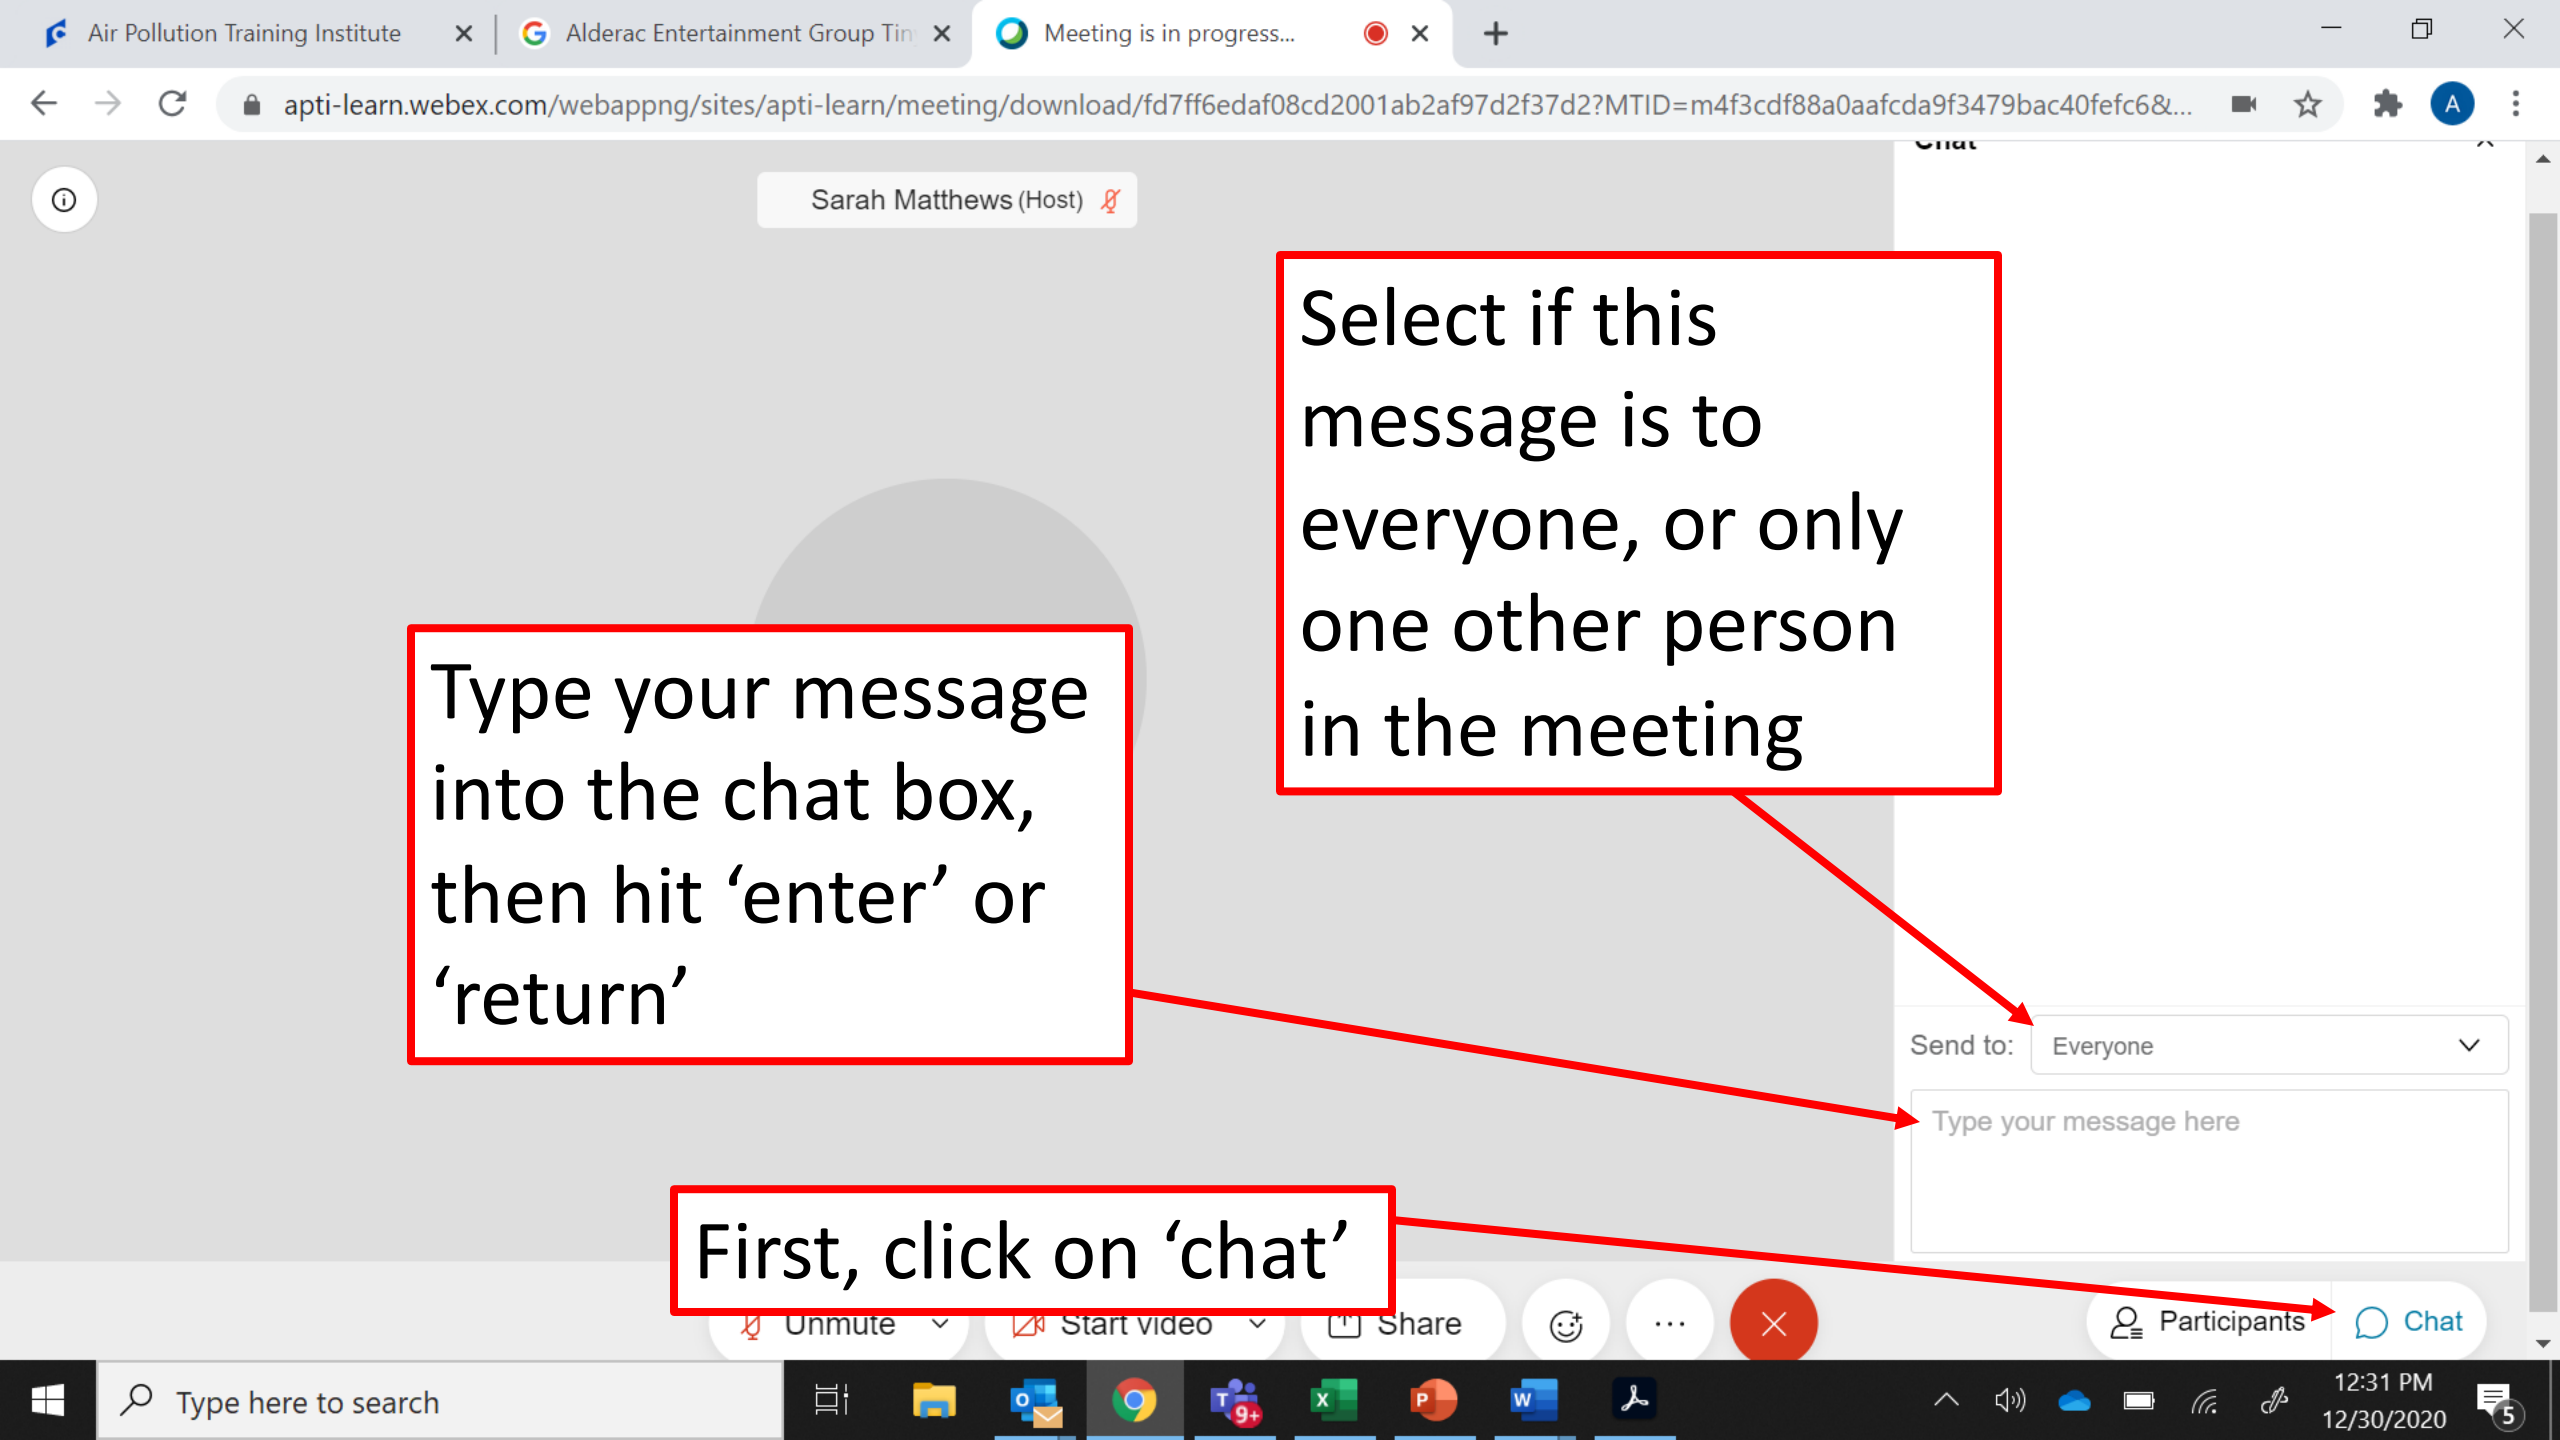 Air Pollution Training Institute
Alderac Entertainment Group Tin
Meeting is in progress...
apti-learn.webex.com/webappng/sites/apti-learn/meeting/download/fd7ff6edaf08cd2001ab2af97d2f37d2?MTID=m4f3cdf88a0aafcda9f3479bac40fefc6&...
A
Chat
Sarah Matthews (Host)
Select if this
message is to
everyone, or only
one other person
in the meeting
Type your message
into the chat box,
then hit ‘enter’ or
‘return’
Send to: Everyone
Type your message here
First, click on ‘chat’
Unmute
Start video
Share
Participants
Chat
Type here to search
9+
12:31 PM
12/30/2020
5